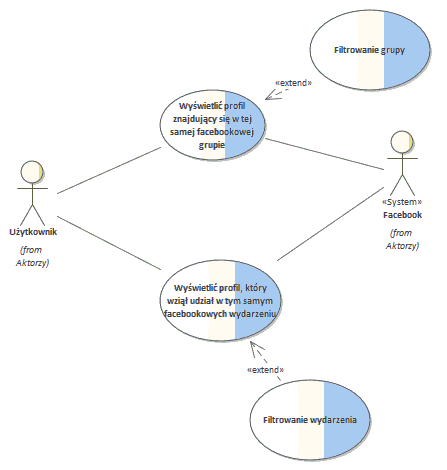 Filtrowanie grupy
«extend»
Wyświetlić profil
znajdujący się w tej
samej facebookowej
grupie
Użytkownik
(from
Aktorzy)
«System»
Facebook
(from
Aktorzy)
Wyświetlić profil, który
wziął udział w tym samym
facebookowych wydarzeniu
«extend»
Filtrowanie wydarzenia